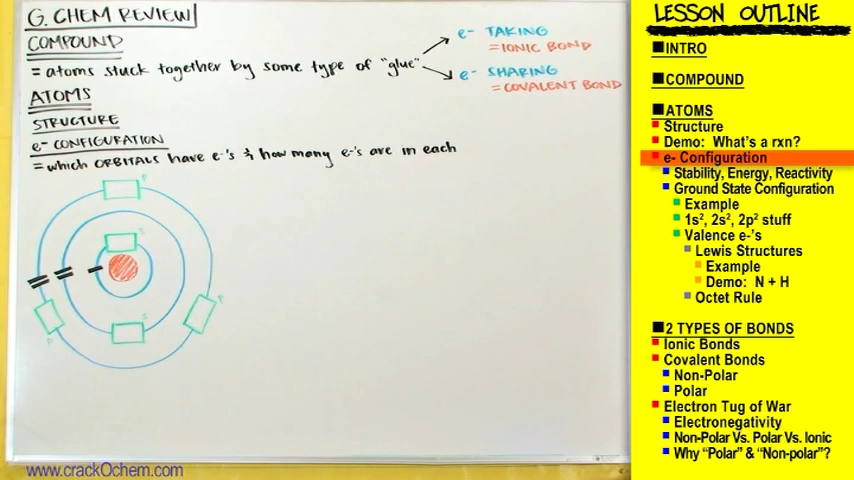 G. CHEM REVIEW
COMPOUND
= atoms stuck together by some type of "glue"
e- TAKING
= IONIC BOND
e- SHARING
= COVALENT BOND
ATOMS
STRUCTURE
e- CONFIGURATION
= which ORBITALS have e-'s & how many e-'s are in each
P
S
P
P
S
www.crackOchem.com
LESSON OUTLINE
INTRO
COMPOUND
ATOMS
Structure
Demo: What's a rxn?
e- Configuration
Stability, Energy, Reactivity
Ground State Configuration
Example
1s², 2s², 2p² stuff
Valence e-'s
Lewis Structures
Example
Demo: N + H
Octet Rule
2 TYPES OF BONDS
Ionic Bonds
Covalent Bonds
Non-Polar
Polar
Electron Tug of War
Electronegativity
Non-Polar Vs. Polar Vs. Ionic
Why "Polar" & "Non-polar"?